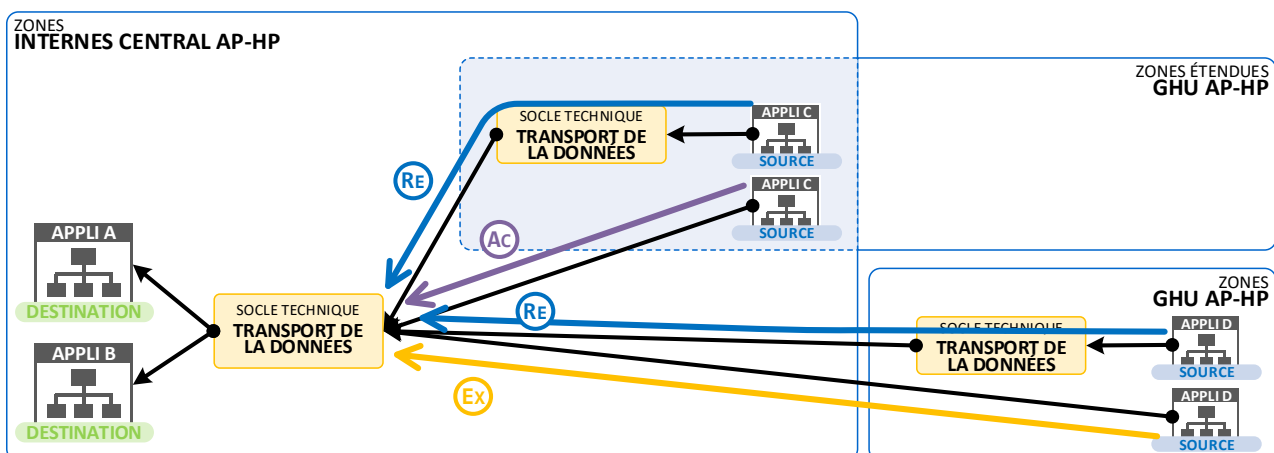 ZONES
INTERNES CENTRAL AP-HP
ZONES ÉTENDUES
GHU AP-HP
SOCLE TECHNIQUE
TRANSPORT DE
LA DONNÉES
APPLI C
SOURCE
RE
APPLI C
SOURCE
AC
APPLI A
DESTINATION
SOCLE TECHNIQUE
TRANSPORT DE
LA DONNÉES
APPLI B
DESTINATION
ZONES
GHU AP-HP
RE
SOCLE TECHNIQUE
TRANSPORT DE
LA DONNÉES
APPLI D
SOURCE
EX
APPLI D
SOURCE